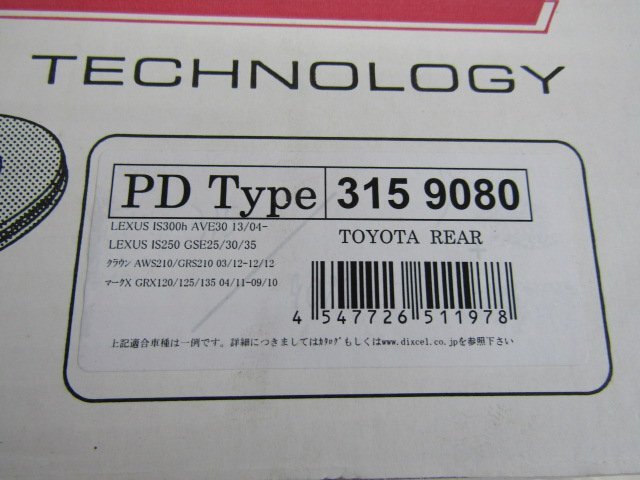 TECHNOLOGY
PD Type 315 9080
LEXUS IS300h AVE30 13/04-
LEXUS IS250 GSE25/30/35
TOYOTA REAR
クラウン AWS210/GRS210 03/12-12/12
マークX GRX120/125/135 04/11-09/10
4 547726 511978
上記適合車種は一例です。詳細につきましてはｶﾀﾛｸﾞもしくはwww.dixcel.co.jpを参照下さい